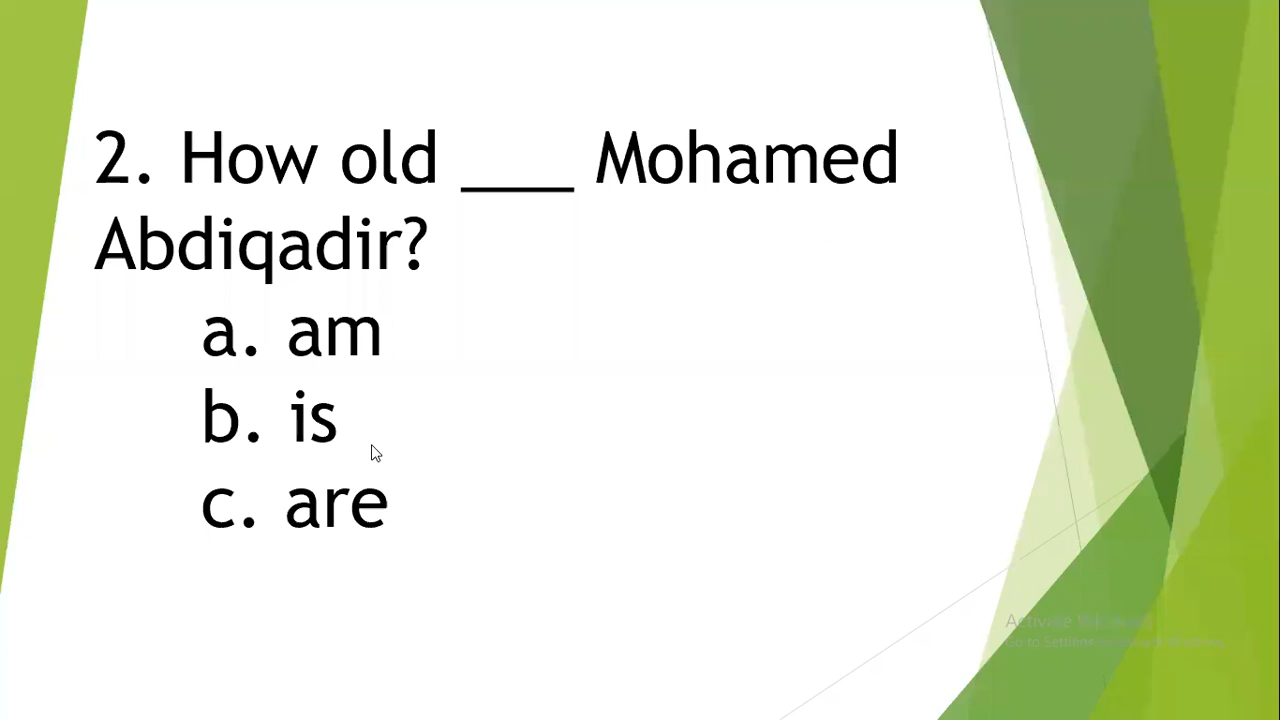 2. How old ___ Mohamed
Abdiqadir?
a. am
b. is
c. are